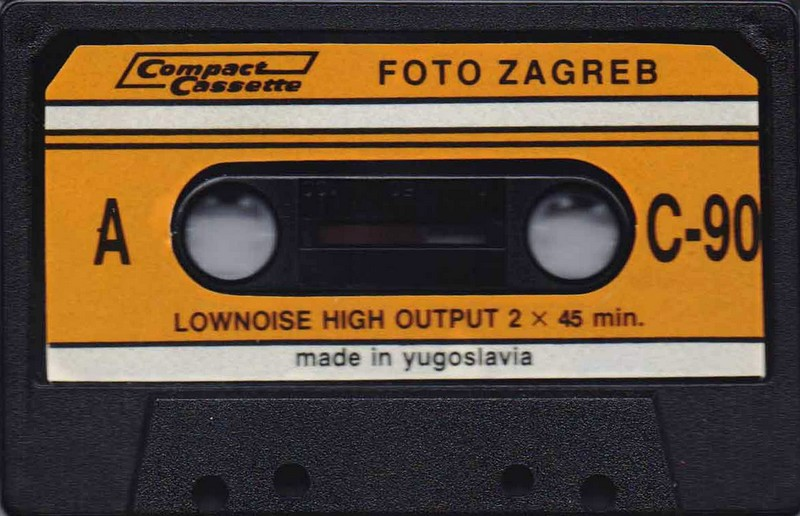 Compact Cassette
FOTO ZAGREB
A
C-90
LOWNOISE HIGH OUTPUT 2 × 45 min.
made in yugoslavia